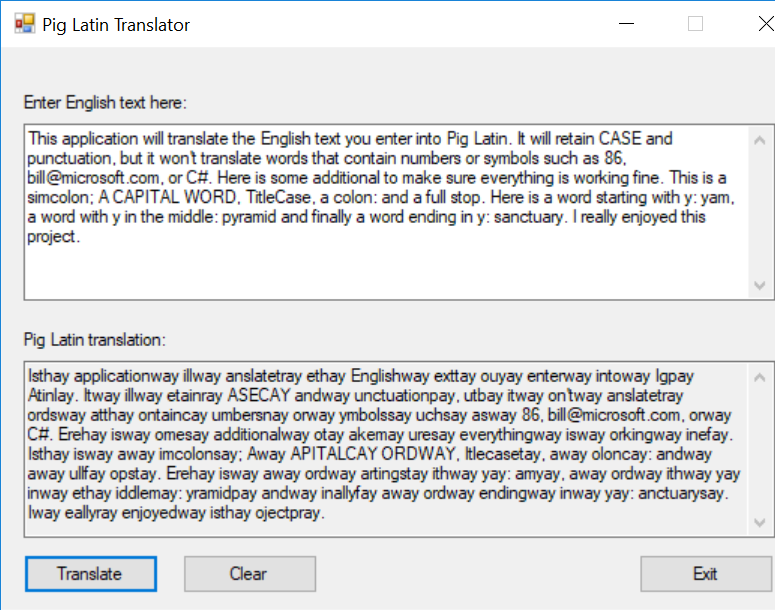 Pig Latin Translator
Enter English text here:
This application will translate the English text you enter into Pig Latin. It will retain CASE and
punctuation, but it won't translate words that contain numbers or symbols such as 86,
bill@microsoft.com, or C#. Here is some additional to make sure everything is working fine. This is a
simcolon; A CAPITAL WORD, TitleCase, a colon: and a full stop. Here is a word starting with y: yam,
a word with y in the middle: pyramid and finally a word ending in y: sanctuary. I really enjoyed this
project.
Pig Latin translation:
Isthay applicationway illway anslatetray ethay Englishway exttay ouyay enterway intoway Igpay
Atinlay. Itway illway etainray ASECAY andway unctuationpay, utbay itway on'tway anslatetray
ordsway atthay ontaincay umbersnay orway ymbolssay uchsay asway 86, bill@microsoft.com, orway
C#. Erehay isway omesay additionalway otay akemay uresay everythingway isway orkingway inefay.
Isthay isway away imcolonsay; Away APITALCAY ORDWAY, Itlecasetay, away oloncay: andway
away ullfay opstay. Erehay isway away ordway artingstay ithway yay: amyay, away ordway ithway yay
inway ethay iddlemay: yramidpay andway inallyfay away ordway endingway inway yay: anctuarysay.
Iway eallyray enjoyedway isthay ojectpray.
Translate Clear Exit